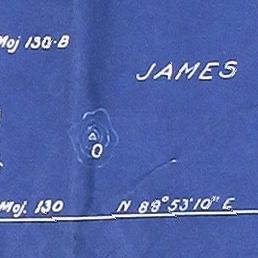 Moj 130-B
JAMES
O
Moj. 130 N 88° 53' 10" E